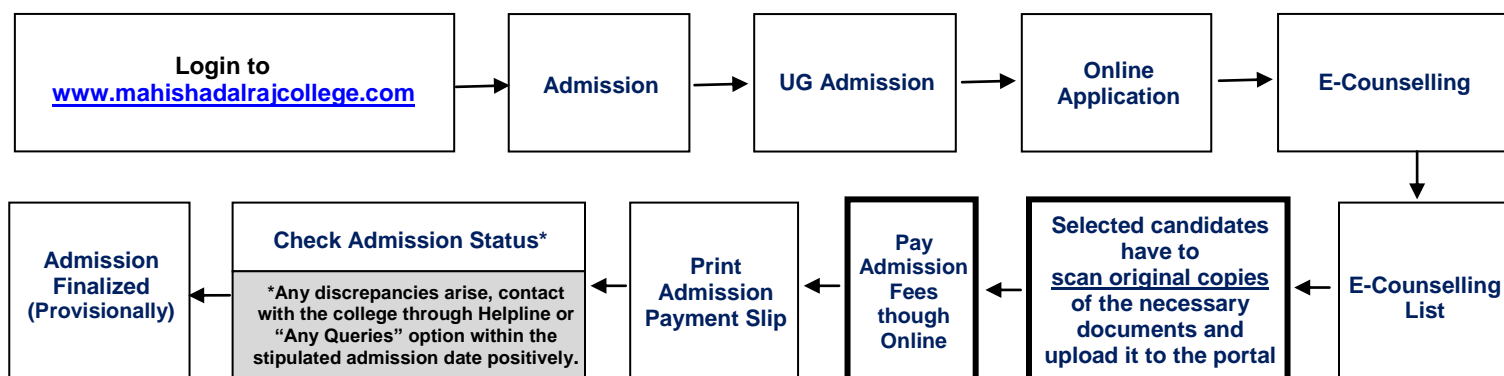 Login to
www.mahishadalrajcollege.com
Admission
UG Admission
Online
Application
E-Counselling
E-Counselling
List
Selected candidates
have to
scan original copies
of the necessary
documents and
upload it to the portal
Pay
Admission
Fees
though
Online
Print
Admission
Payment Slip
Check Admission Status*
*Any discrepancies arise, contact
with the college through Helpline or
“Any Queries” option within the
stipulated admission date positively.
Admission
Finalized
(Provisionally)